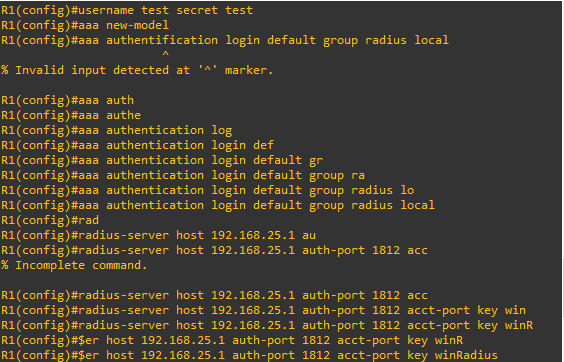 R1(config)#username test secret test
R1(config)#aaa new-model
R1(config)#aaa authentification login default group radius local
^
% Invalid input detected at '^' marker.
R1(config)#aaa auth
R1(config)#aaa authe
R1(config)#aaa authentication log
R1(config)#aaa authentication login def
R1(config)#aaa authentication login default gr
R1(config)#aaa authentication login default group ra
R1(config)#aaa authentication login default group radius lo
R1(config)#aaa authentication login default group radius local
R1(config)#rad
R1(config)#radius-server host 192.168.25.1 au
R1(config)#radius-server host 192.168.25.1 auth-port 1812 acc
% Incomplete command.
R1(config)#radius-server host 192.168.25.1 auth-port 1812 acc
R1(config)#radius-server host 192.168.25.1 auth-port 1812 acct-port key win
R1(config)#radius-server host 192.168.25.1 auth-port 1812 acct-port key winR
R1(config)#$er host 192.168.25.1 auth-port 1812 acct-port key winR
R1(config)#$er host 192.168.25.1 auth-port 1812 acct-port key winRadius